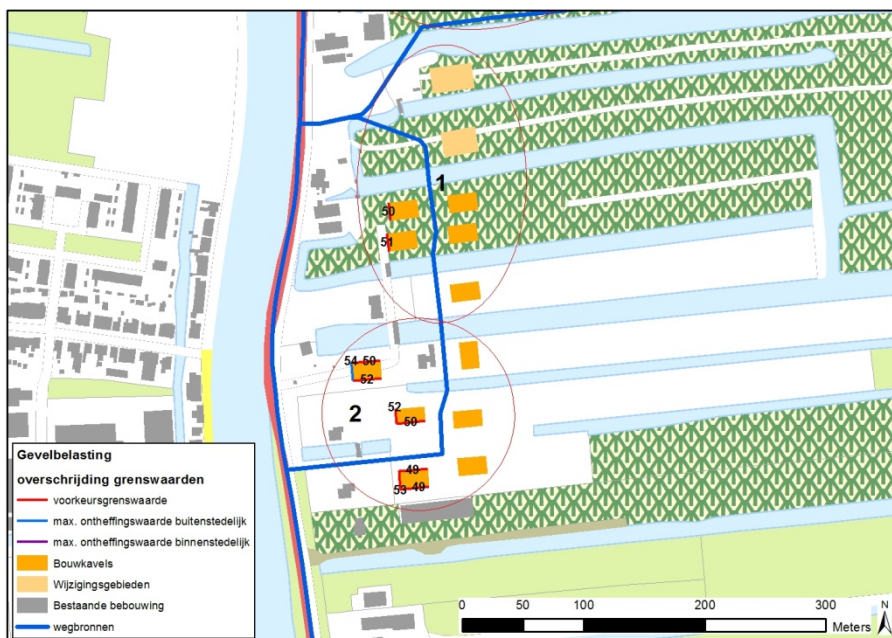 1
50
51
54 50
52
52
2
50
49
53 49
Gevelbelasting
overschrijding grenswaarden
voorkeursgrenswaarde
max. ontheffingswaarde buitenstedelijk
max. ontheffingswaarde binnenstedelijk
Bouwkavels
Wijzigingsgebieden
Bestaande bebouwing
wegbronnen
0 50 100 200 300
Meters
N